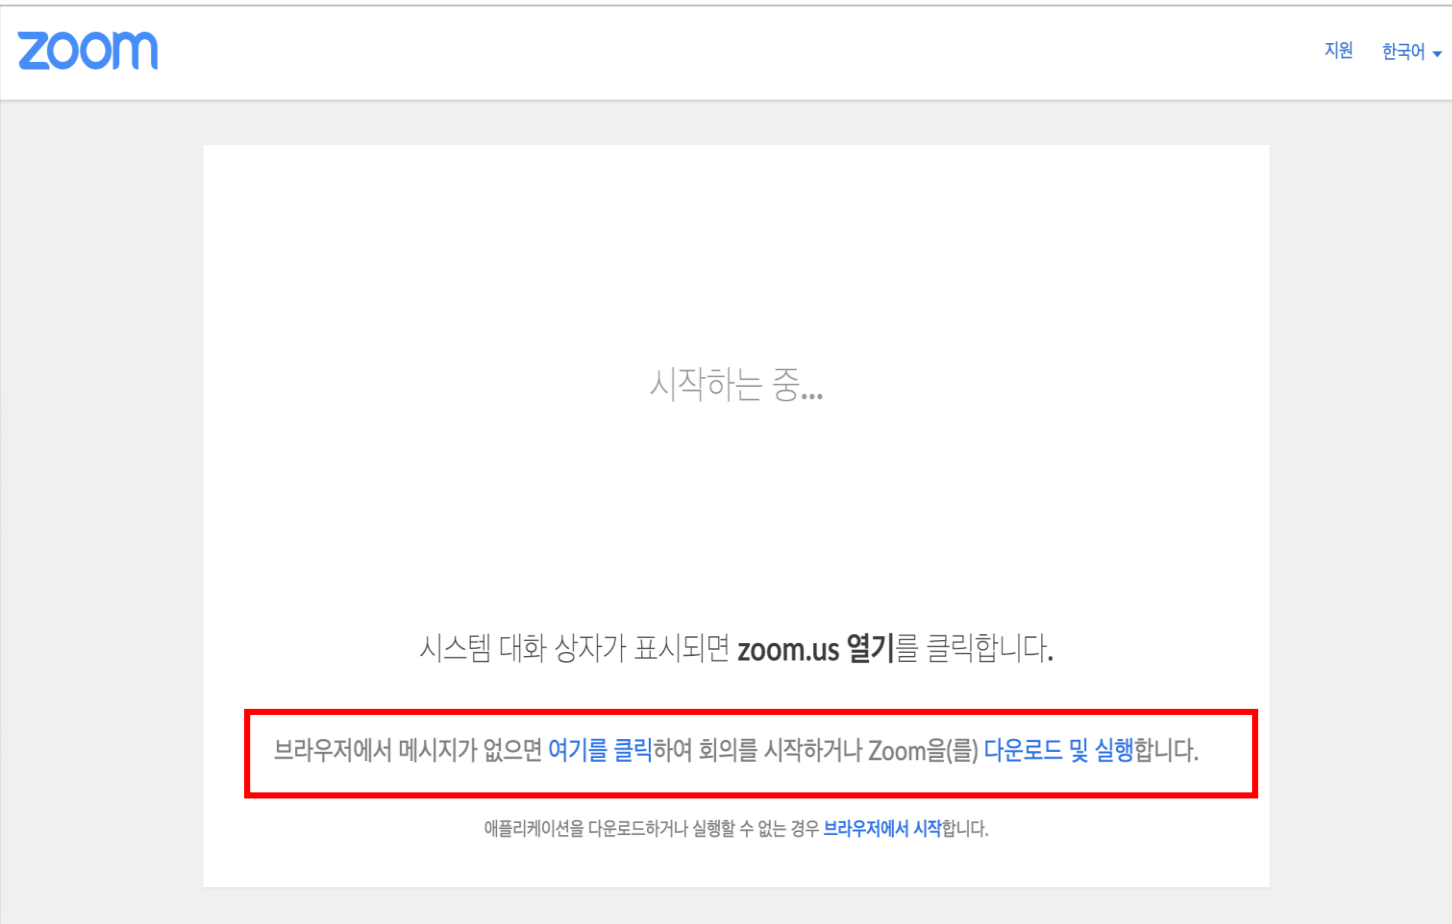 zoom
지원 한국어
시작하는 중...
시스템 대화 상자가 표시되면 zoom.us 열기를 클릭합니다.
브라우저에서 메시지가 없으면 여기를 클릭하여 회의를 시작하거나 Zoom을(를) 다운로드 및 실행합니다.
애플리케이션을 다운로드하거나 실행할 수 없는 경우 브라우저에서 시작합니다.